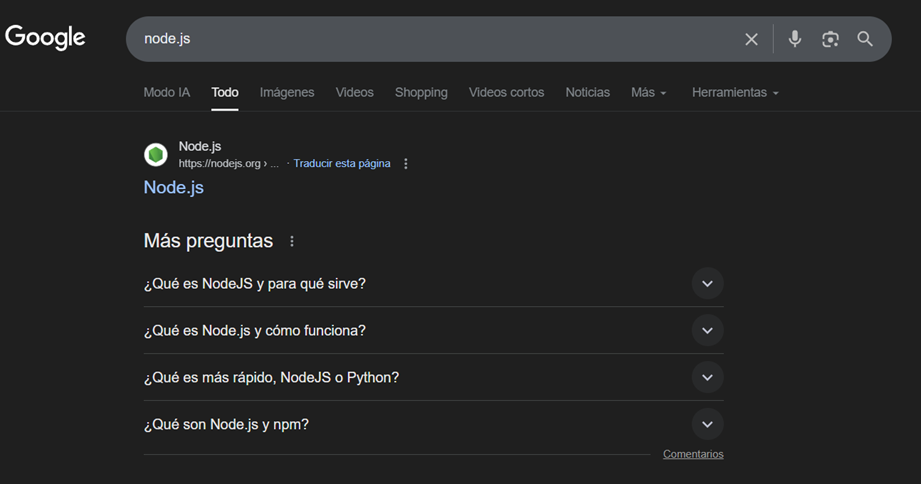 Google
node.js
Modo IA Todo Imágenes Videos Shopping Videos cortos Noticias Más Herramientas
Node.js
https://nodejs.org › ... · Traducir esta página
Node.js
Más preguntas
¿Qué es NodeJS y para qué sirve?
¿Qué es Node.js y cómo funciona?
¿Qué es más rápido, NodeJS o Python?
¿Qué son Node.js y npm?
Comentarios